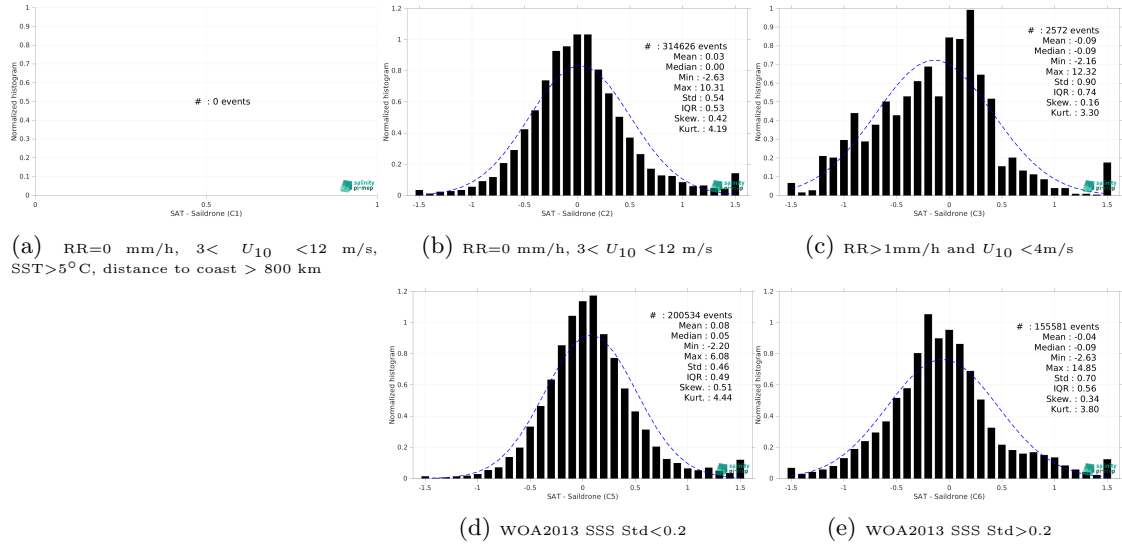 1
0.9
0.8
0.7
0.6
0.5
0.4
0.3
0.2
0.1
0
Normalized histogram
# : 0 events
salinity
pi-mep
0 0.5 1
SAT - Saildrone (C1)
(a) RR=0 mm/h, 3< U10 <12 m/s,
SST>5°C, distance to coast > 800 km
1.2
1
0.8
0.6
0.4
0.2
0
Normalized histogram
# : 314626 events
Mean : 0.03
Median : 0.00
Min : -2.63
Max : 10.31
Std : 0.54
IQR : 0.53
Skew. : 0.42
Kurt. : 4.19
-1.5 -1 -0.5 0 0.5 1 1.5
SAT - Saildrone (C2)
(b) RR=0 mm/h, 3< U10 <12 m/s
1
0.9
0.8
0.7
0.6
0.5
0.4
0.3
0.2
0.1
0
Normalized histogram
# : 2572 events
Mean : -0.09
Median : -0.09
Min : -2.16
Max : 12.32
Std : 0.90
IQR : 0.74
Skew. : 0.16
Kurt. : 3.30
-1.5 -1 -0.5 0 0.5 1 1.5
SAT - Saildrone (C3)
(c) RR>1mm/h and U10 <4m/s
1.2
1
0.8
0.6
0.4
0.2
0
Normalized histogram
# : 200534 events
Mean : 0.08
Median : 0.05
Min : -2.20
Max : 6.08
Std : 0.46
IQR : 0.49
Skew. : 0.51
Kurt. : 4.44
-1.5 -1 -0.5 0 0.5 1 1.5
SAT - Saildrone (C5)
(d) WOA2013 SSS Std<0.2
1.2
1
0.8
0.6
0.4
0.2
0
Normalized histogram
# : 155581 events
Mean : -0.04
Median : -0.09
Min : -2.63
Max : 14.85
Std : 0.70
IQR : 0.56
Skew. : 0.34
Kurt. : 3.80
-1.5 -1 -0.5 0 0.5 1 1.5
SAT - Saildrone (C6)
(e) WOA2013 SSS Std>0.2